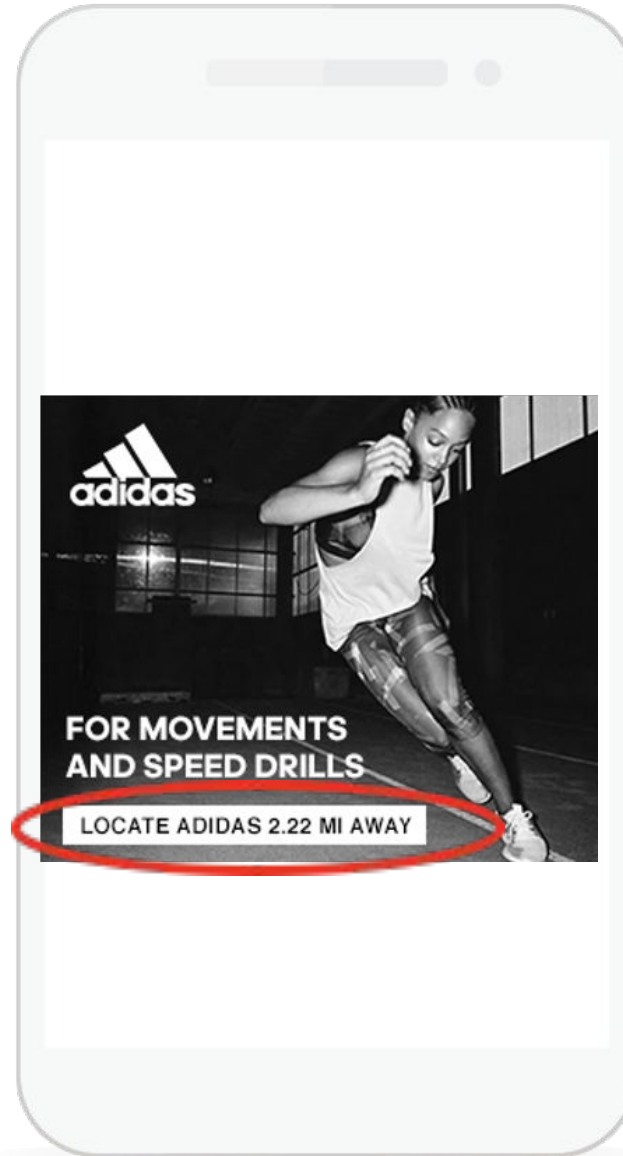 adidas
FOR MOVEMENTS
AND SPEED DRILLS
LOCATE ADIDAS 2.22 MI AWAY